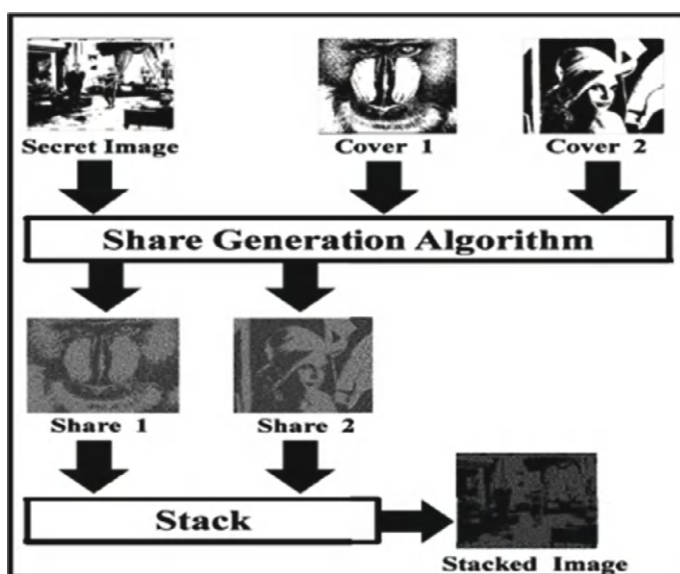 Secret Image
Cover 1
Cover 2
Share Generation Algorithm
Share 1
Share 2
Stack
Stacked Image